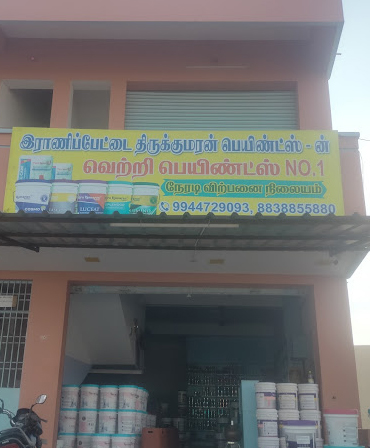 இராணிப்பேட்டை திருக்குமரன் பெயிண்ட்ஸ் - ன்
வெற்றி பெயிண்ட்ஸ் NO.1
நேரடி விற்பனை நிலையம்
9944729093, 8838855880